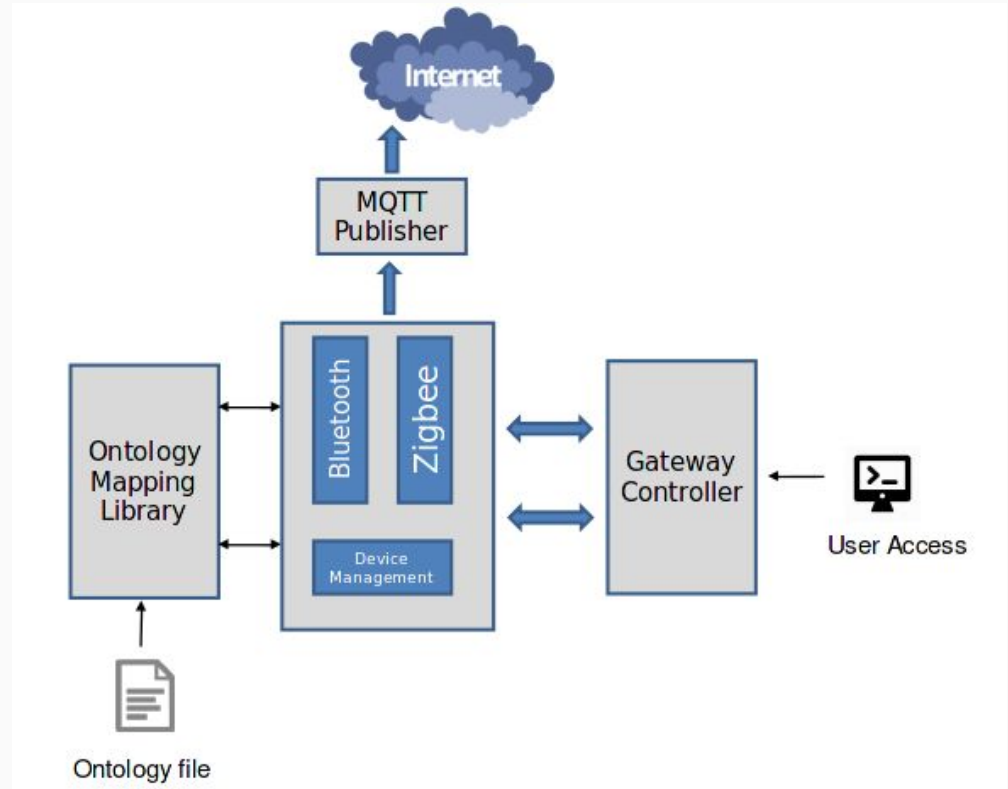 Internet
MQTT
Publisher
Bluetooth
Zigbee
Device
Management
Ontology
Mapping
Library
Gateway
Controller
User Access
Ontology file